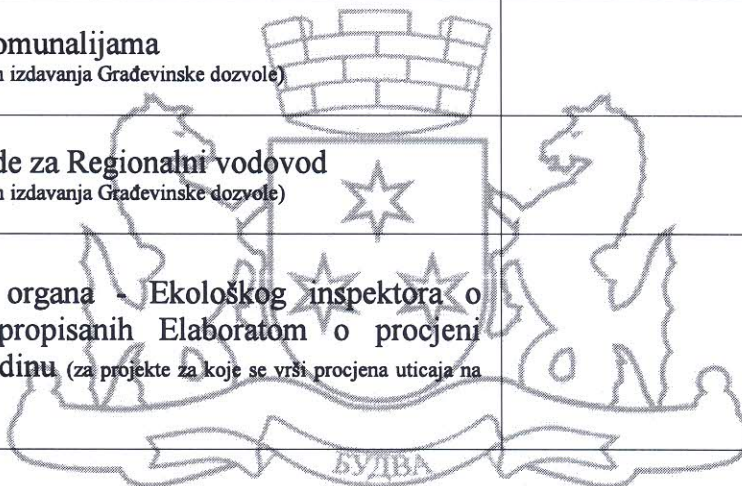 omunalijama
izdavanja Građevinske dozvole)
de za Regionalni vodovod
izdavanja Građevinske dozvole)
organa - Ekološkog inspektora o
propisanih Elaboratom o procjeni
dinu (za projekte za koje se vrši procjena uticaja na
БУДВА